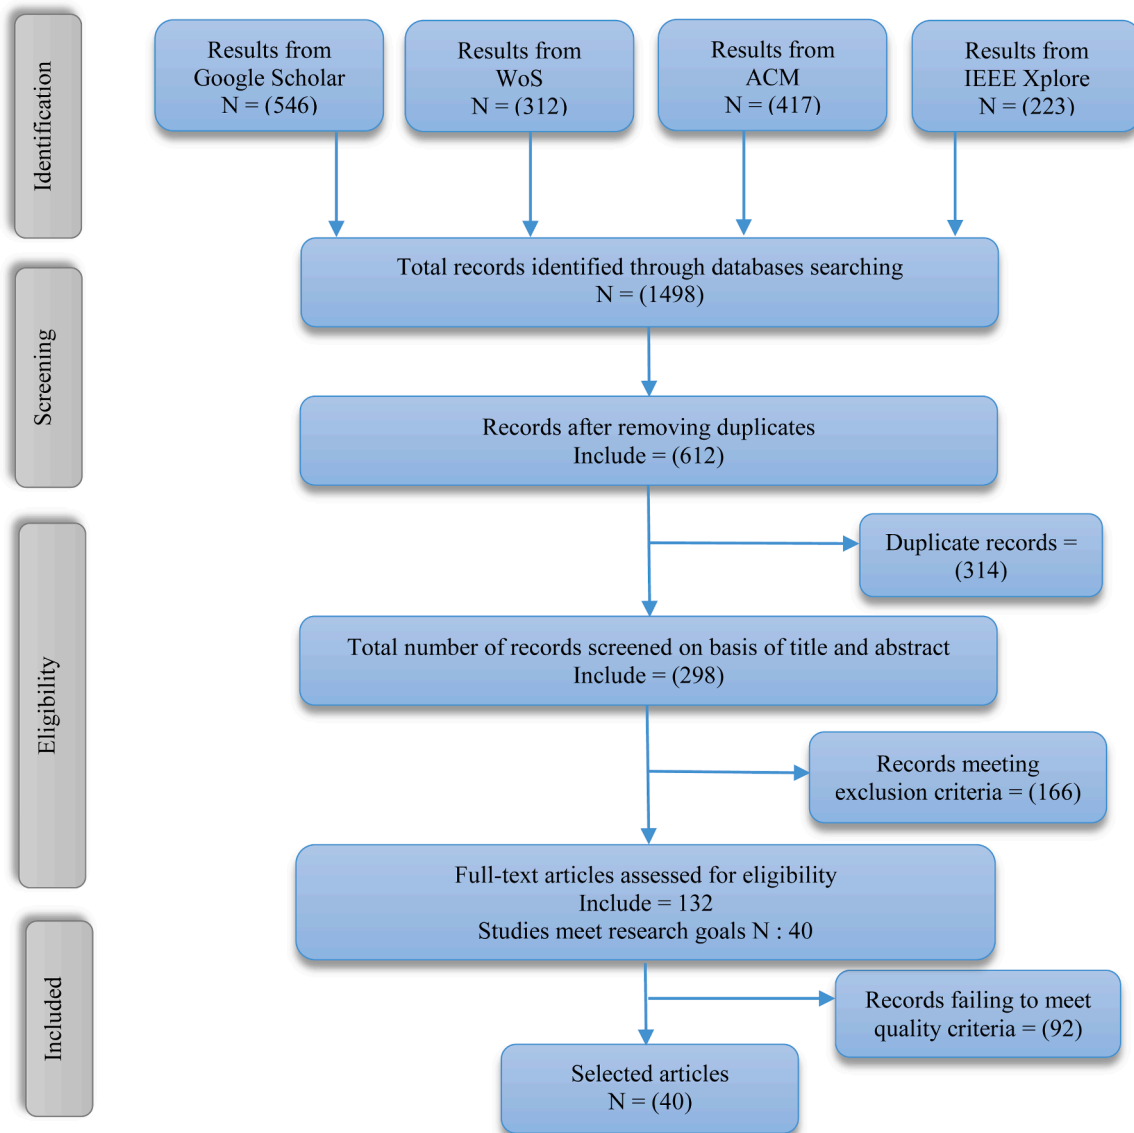 Identification
Results from
Google Scholar
N = (546)
Results from
WoS
N = (312)
Results from
ACM
N = (417)
Results from
IEEE Xplore
N = (223)
Total records identified through databases searching
N = (1498)
Screening
Records after removing duplicates
Include = (612)
Duplicate records =
(314)
Eligibility
Total number of records screened on basis of title and abstract
Include = (298)
Records meeting
exclusion criteria = (166)
Full-text articles assessed for eligibility
Include = 132
Studies meet research goals N : 40
Included
Records failing to meet
quality criteria = (92)
Selected articles
N = (40)